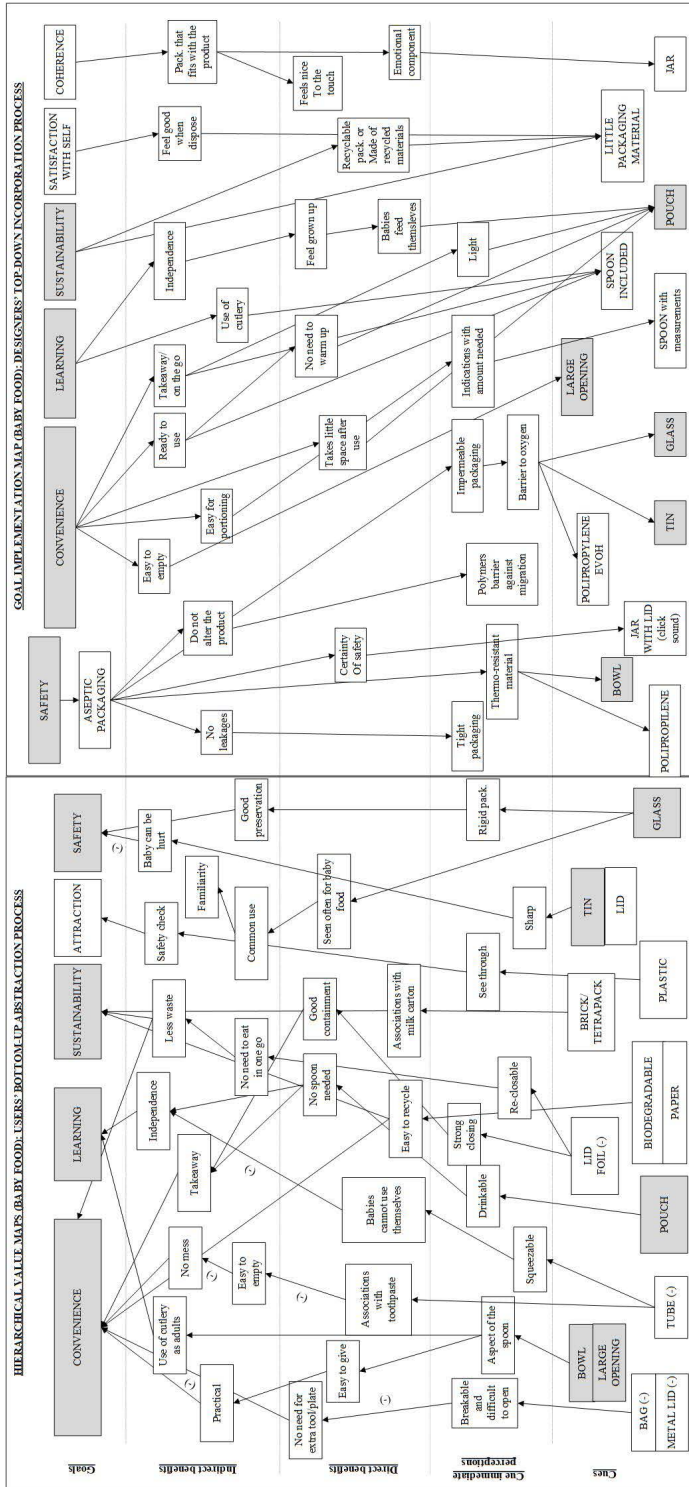 HIERARCHICAL VALUE MAPS (BABY FOOD): USERS' BOTTOM-UP ABSTRACTION PROCESS
Goals
CONVENIENCE
LEARNING
SUSTAINABILITY
ATTRACTION
SAFETY
Indirect benefits
Practical
Use of cutlery
as adults
No mess
Takeaway
Independence
Less waste
Safety check
Familiarity
Baby can be
hurt
(-)
(-)
(-)
No need for
extra tool/plate
Easy to
empty
(-)
No need to eat
in one go
Common use
Good
preservation
Direct benefits
Easy to give
Associations with
toothpaste
(-)
Babies
cannot use
themselves
No spoon
needed
Good
containment
Seen often for baby
food
(-)
Easy to recycle
Associations with
milk carton
Cue immediate
perceptions
Breakable
and
difficult
to open
Aspect of the
spoon
Squeezable
Drinkable
Strong
closing
Re-closable
See through
Sharp
Rigid pack.
Cues
BAG (-)
METAL LID (-)
BOWL
LARGE
OPENING
TUBE (-)
POUCH
LID
FOIL (-)
BIODEGRADABLE
PAPER
BRICK/
TETRAPACK
PLASTIC
TIN
LID
GLASS
GOAL IMPLEMENTATION MAP (BABY FOOD): DESIGNERS' TOP-DOWN INCORPORATION PROCESS
SAFETY
CONVENIENCE
LEARNING
SUSTAINABILITY
SATISFACTION
WITH SELF
COHERENCE
ASEPTIC
PACKAGING
Easy to
empty
Ready to
use
Takeaway/
on the go
Independence
Feel good
when
dispose
Pack. that
fits with the
product
No
leakages
Do not
alter the
product
Easy for
portioning
Use of
cutlery
Certainty
Of safety
Takes little
space after
use
No need to
warm up
Feel grown up
Recyclable
pack. or
Made of
recycled
materials
Feels nice
To the
touch
Babies
feed
themsleves
Emotional
component
Tight
packaging
Thermo-resistant
material
Polymers
barrier
against
migration
Impermeable
packaging
Indications with
amount needed
Light
Barrier to oxygen
POLIPROPILENE
BOWL
JAR
WITH LID
(click
sound)
POLIPROPYLENE
EVOH
TIN
GLASS
LARGE
OPENING
SPOON with
measurements
SPOON
INCLUDED
POUCH
LITTLE
PACKAGING
MATERIAL
JAR